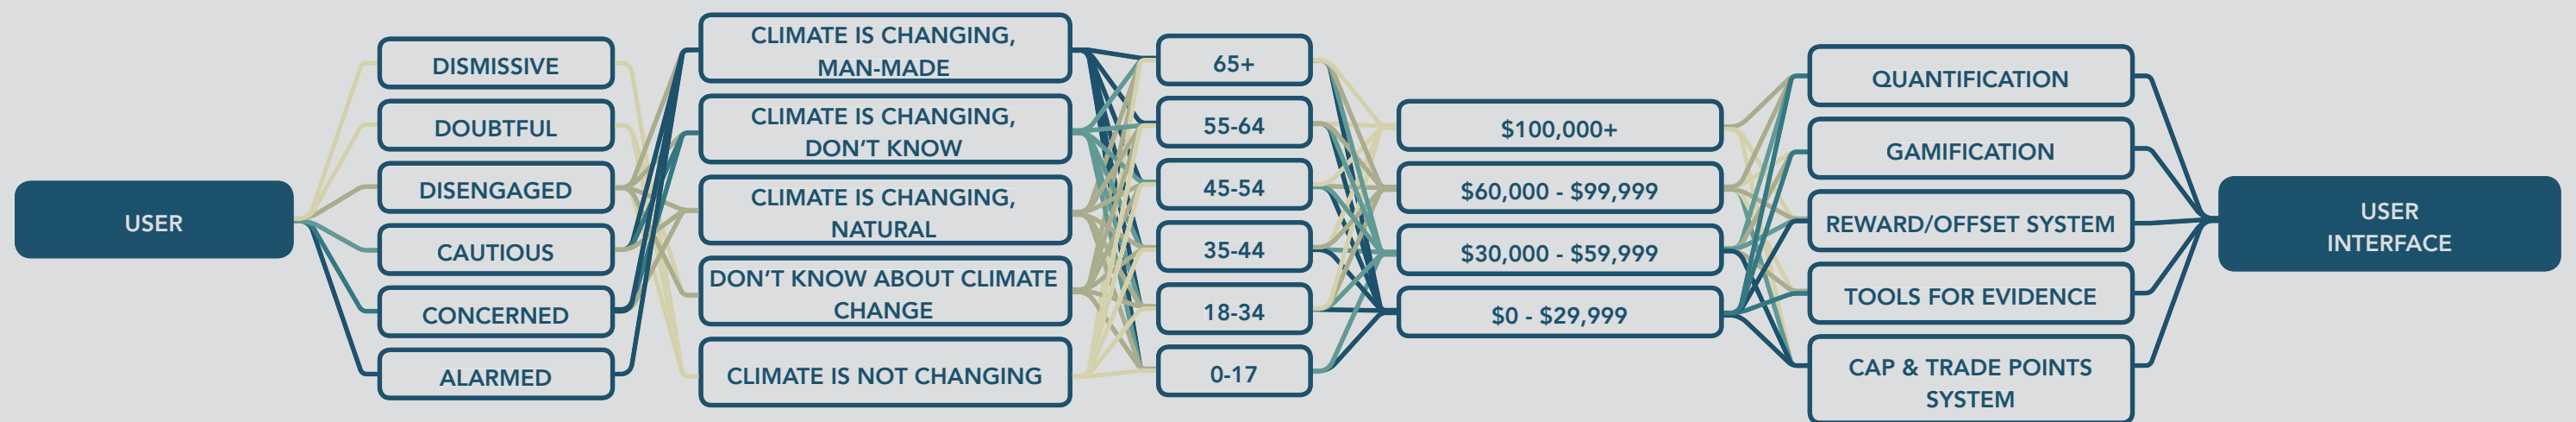 USER
DISMISSIVE
DOUBTFUL
DISENGAGED
CAUTIOUS
CONCERNED
ALARMED
CLIMATE IS CHANGING,
MAN-MADE
CLIMATE IS CHANGING,
DON'T KNOW
CLIMATE IS CHANGING,
NATURAL
DON'T KNOW ABOUT CLIMATE
CHANGE
CLIMATE IS NOT CHANGING
65+
55-64
45-54
35-44
18-34
0-17
$100,000+
$60,000 - $99,999
$30,000 - $59,999
$0 - $29,999
QUANTIFICATION
GAMIFICATION
REWARD/OFFSET SYSTEM
TOOLS FOR EVIDENCE
CAP & TRADE POINTS
SYSTEM
USER
INTERFACE